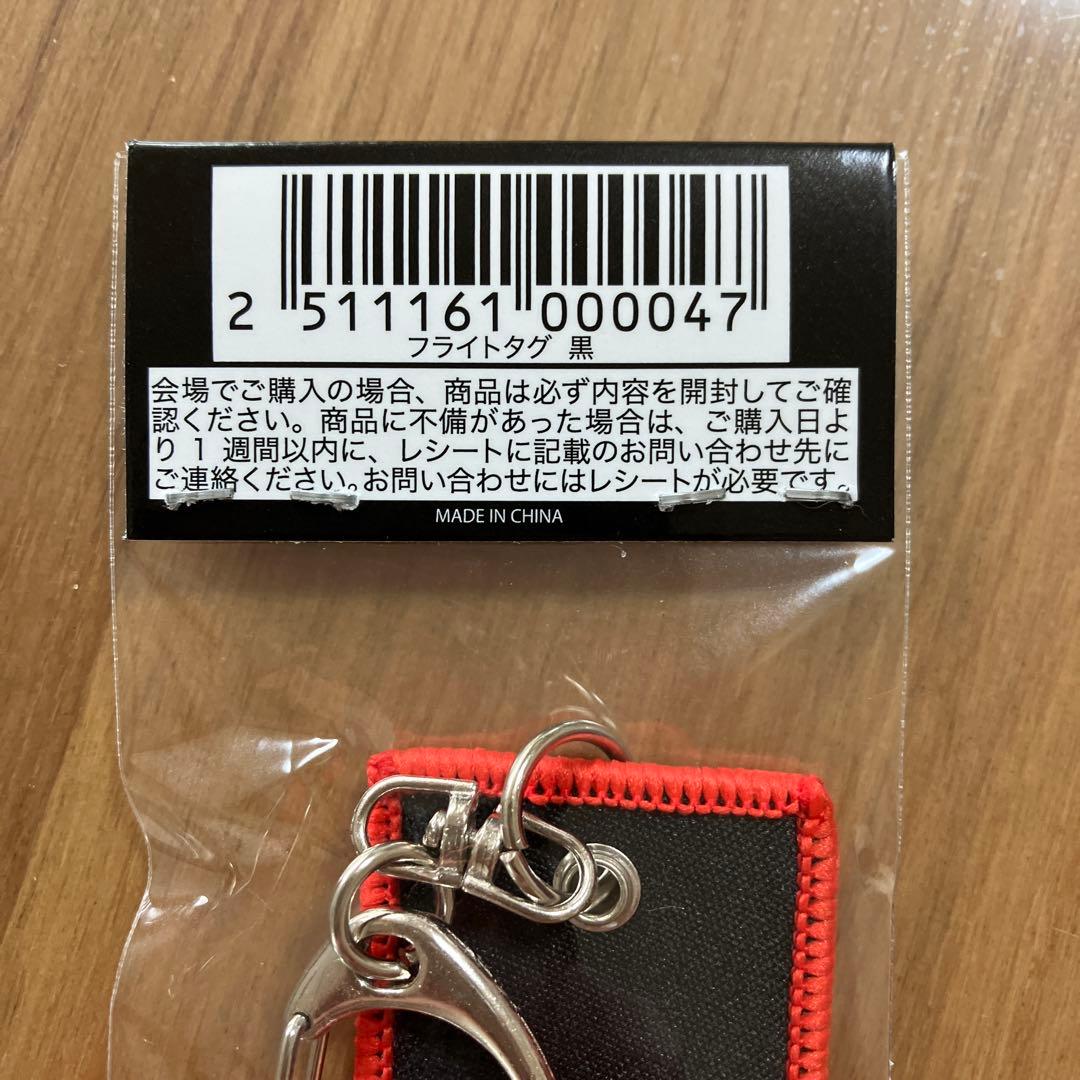 2 511161 000047
フライトタグ 黒
会場でご購入の場合、商品は必ず内容を開封してご確
認ください。商品に不備があった場合は、ご購入日よ
り1週間以内に、レシートに記載のお問い合わせ先に
ご連絡ください。お問い合わせにはレシートが必要です。
MADE IN CHINA